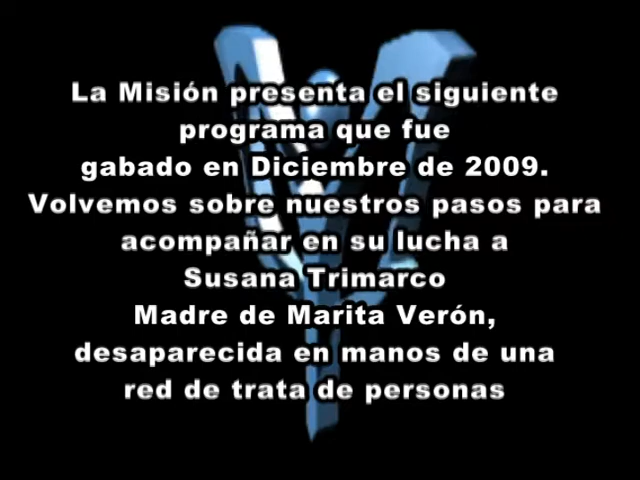 La Misión presenta el siguiente
programa que fue
gabado en Diciembre de 2009.
Volvemos sobre nuestros pasos para
acompañar en su lucha a
Susana Trimarco
Madre de Marita Verón,
desaparecida en manos de una
red de trata de personas